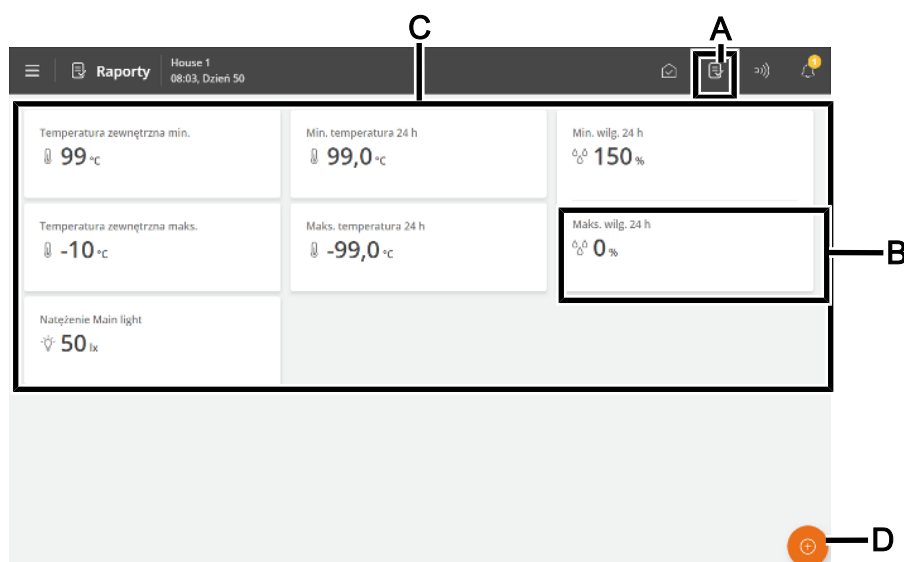 C
A
Raporty
House 1
08:03, Dzień 50
1
Temperatura zewnętrzna min.
99 °C
Min. temperatura 24 h
99,0 °C
Min. wilg. 24 h
150 %
Temperatura zewnętrzna maks.
-10 °C
Maks. temperatura 24 h
-99,0 °C
Maks. wilg. 24 h
0 %
B
Natężenie Main light
50 lx
D